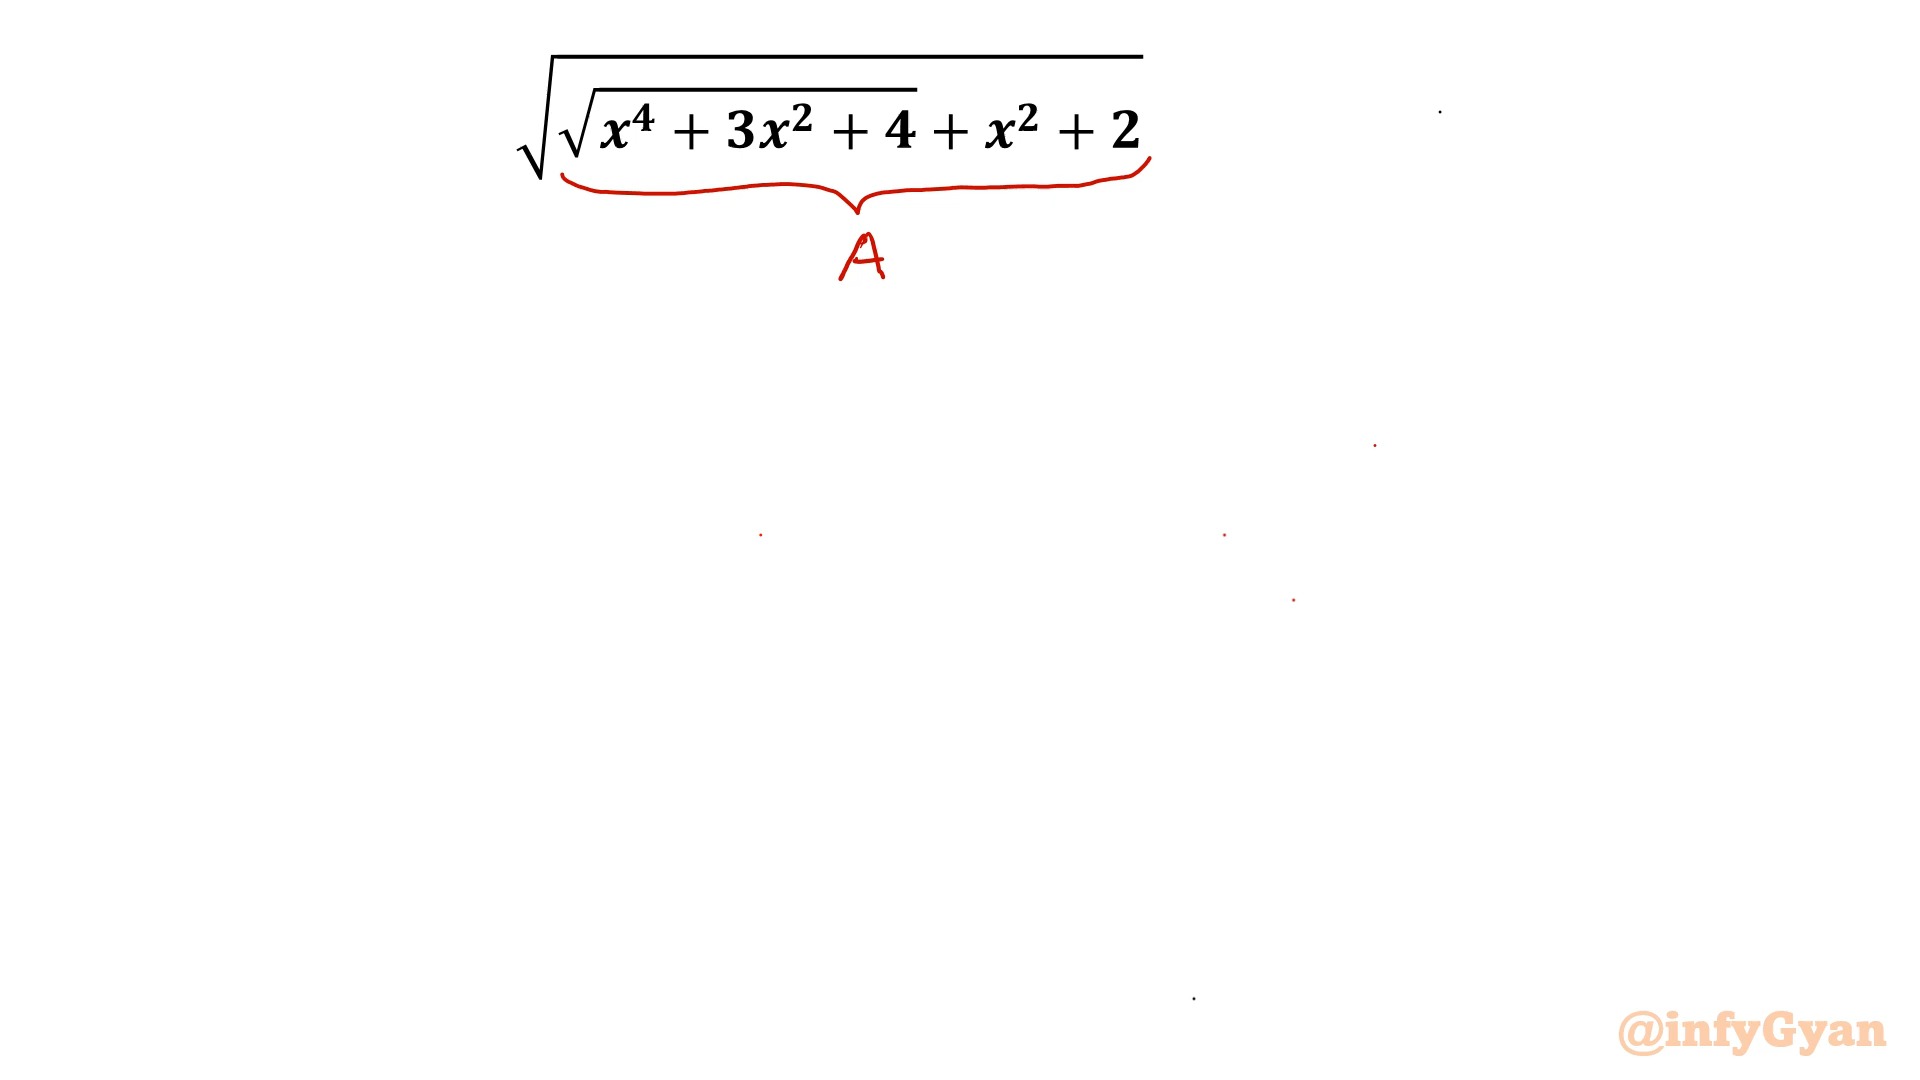 √(√(x⁴ + 3x² + 4) + x² + 2)
A
@infyGyan